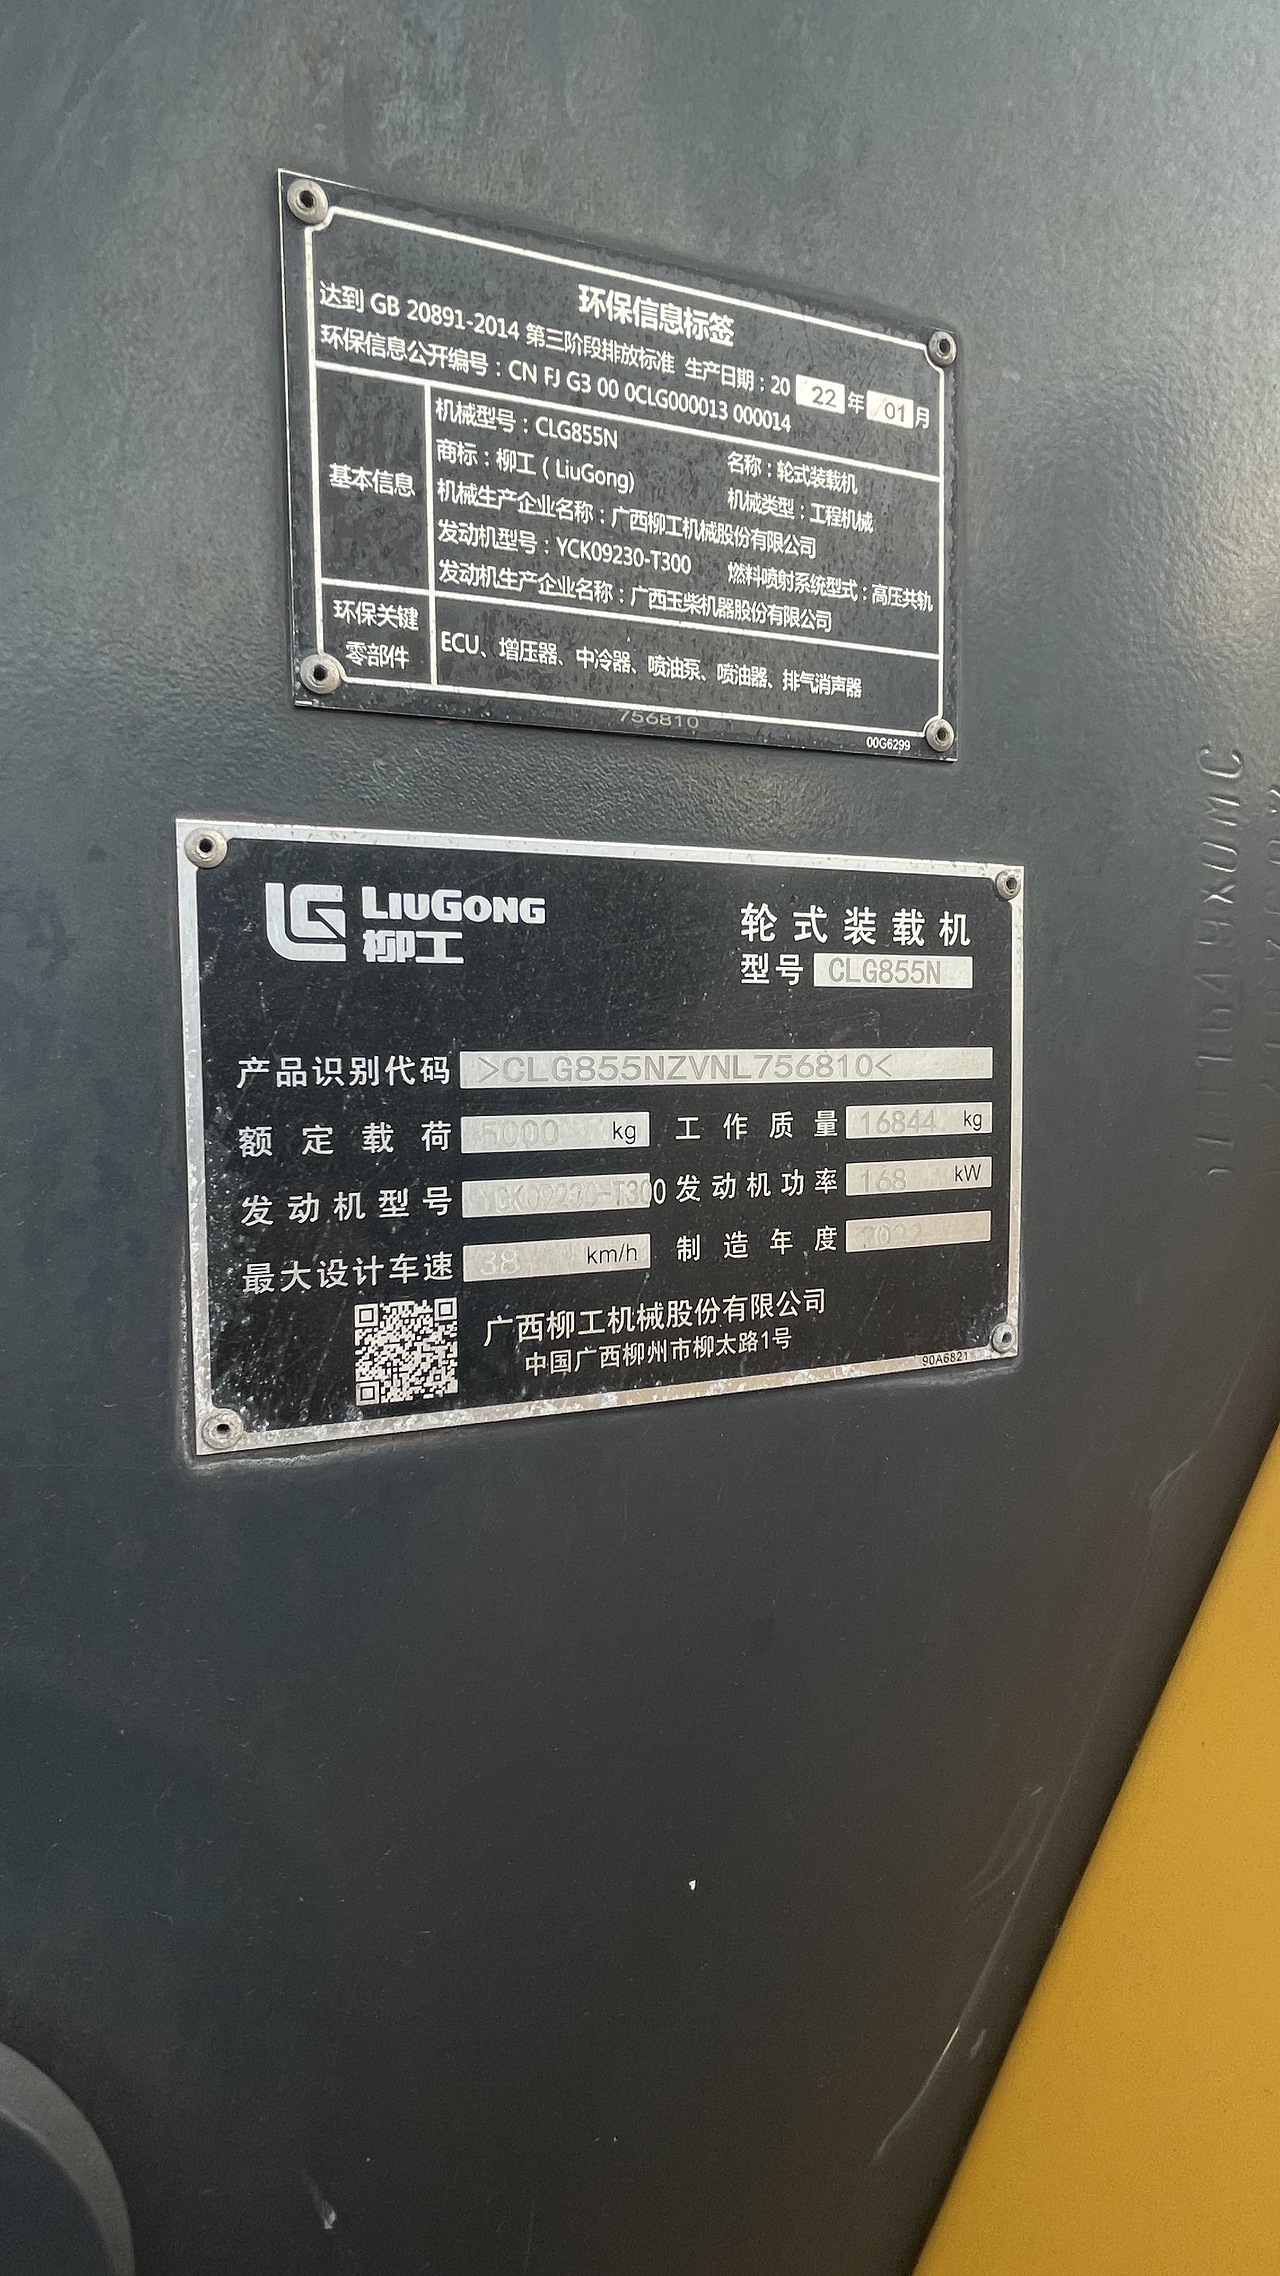 环保信息标签
达到 GB 20891-2014 第三阶段排放标准 生产日期：20 22 年 01 月
环保信息公开编号：CN FJ G3 00 0CLG000013 000014
基本信息
机械型号：CLG855N 名称：轮式装载机
商标：柳工（LiuGong） 机械类型：工程机械
机械生产企业名称：广西柳工机械股份有限公司
发动机型号：YCK09230-T300 燃料喷射系统型式：高压共轨
发动机生产企业名称：广西玉柴机器股份有限公司
环保关键
零部件
ECU、增压器、中冷器、喷油泵、喷油器、排气消声器
756810
00G6299
LIUGONG
柳工
轮式装载机
型号 CLG855N
产品识别代码 >CLG855NZVNL756810<
额定载荷 5000 kg 工作质量 16844 kg
发动机型号 YCK09230-T300 发动机功率 168 kW
最大设计车速 38 km/h 制造年度 2022
广西柳工机械股份有限公司
中国广西柳州市柳太路1号
90A6821